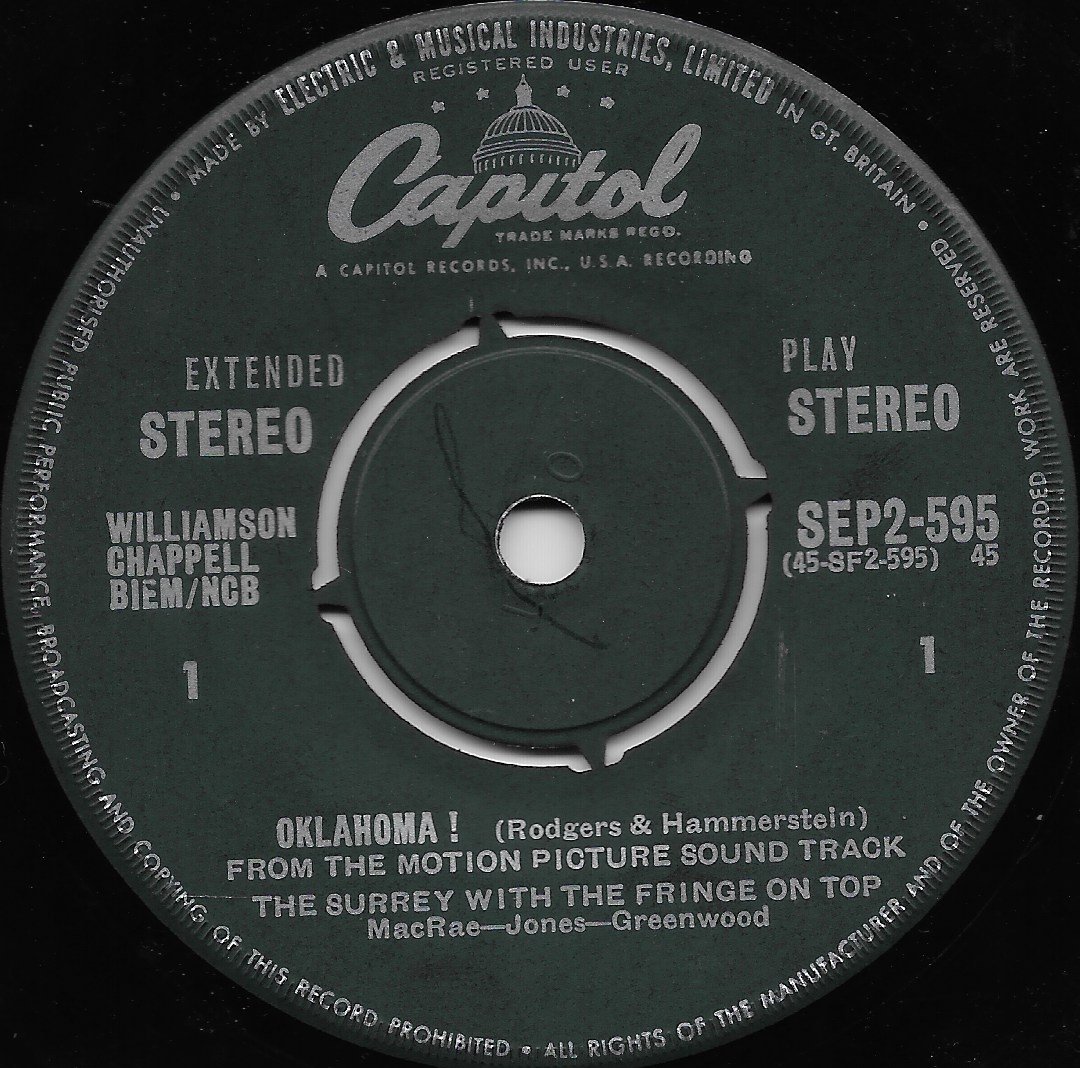 MADE BY ELECTRIC & MUSICAL INDUSTRIES, LIMITED IN GT. BRITAIN • ALL RIGHTS OF THE MANUFACTURER AND OF THE OWNER OF THE RECORDED WORK ARE RESERVED • UNAUTHORISED PUBLIC PERFORMANCE, BROADCASTING AND COPYING OF THIS RECORD PROHIBITED •
REGISTERED USER
Capitol
TRADE MARKS REGD.
A CAPITOL RECORDS, INC., U.S.A. RECORDING
EXTENDED PLAY
STEREO STEREO
WILLIAMSON
CHAPPELL
BIEM/NCB
SEP2-595
(45-SF2-595) 45
1 1
OKLAHOMA ! (Rodgers & Hammerstein)
FROM THE MOTION PICTURE SOUND TRACK
THE SURREY WITH THE FRINGE ON TOP
MacRae—Jones—Greenwood